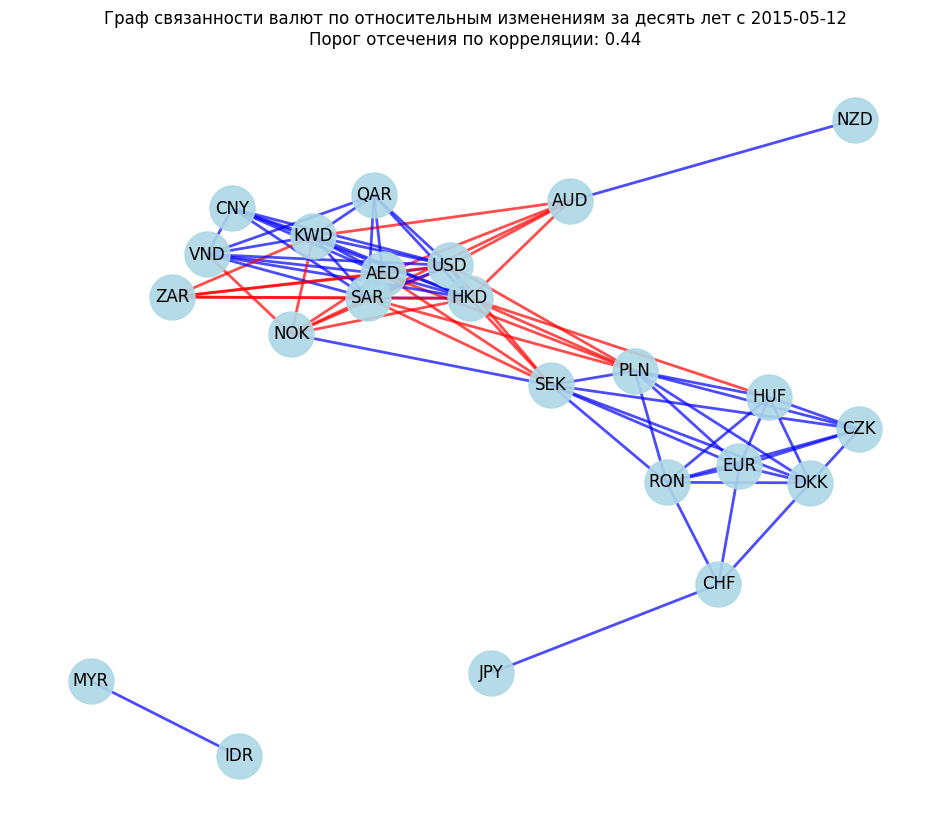 Граф связанности валют по относительным изменениям за десять лет с 2015-05-12
Порог отсечения по корреляции: 0.44
NZD
QAR
AUD
CNY
KWD
VND
USD
AED
ZAR
SAR
HKD
NOK
PLN
SEK
HUF
CZK
EUR
RON
DKK
CHF
JPY
MYR
IDR